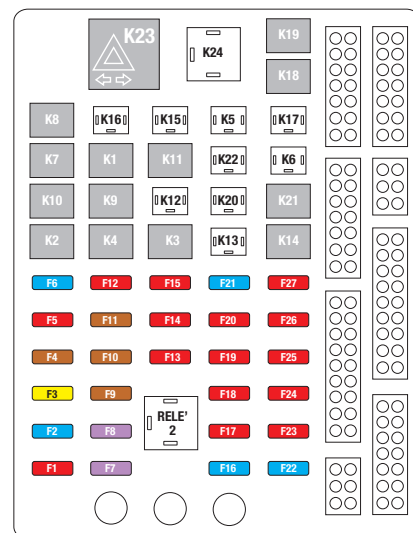 K23 K24 K19
K18
K8 K16 K15 K5 K17
K7 K1 K11 K22 K6
K10 K9 K12 K20 K21
K2 K4 K3 K13 K14
F6 F12 F15 F21 F27
F5 F11 F14 F20 F26
F4 F10 F13 F19 F25
F3 F9 F18 F24
RELE'
2
F2 F8 F17 F23
F1 F7 F16 F22